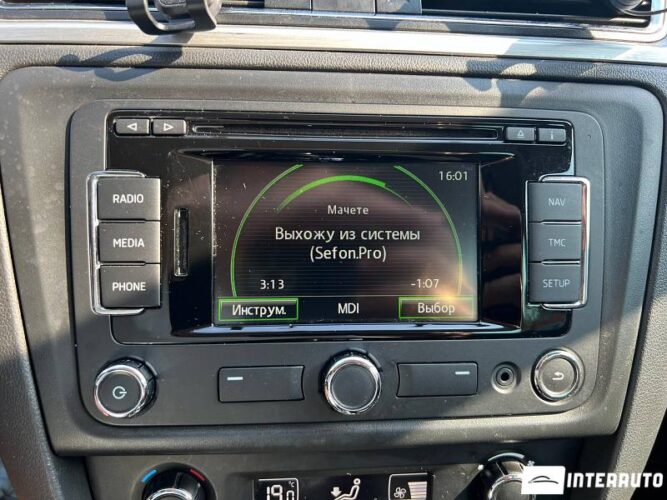 RADIO
MEDIA
PHONE
16:01
Мачете
Выхожу из системы
(Sefon.Pro)
3:13 -1:07
Инструм. MDI Выбор
NAV
TMC
SETUP
19.0
INTERAUTO